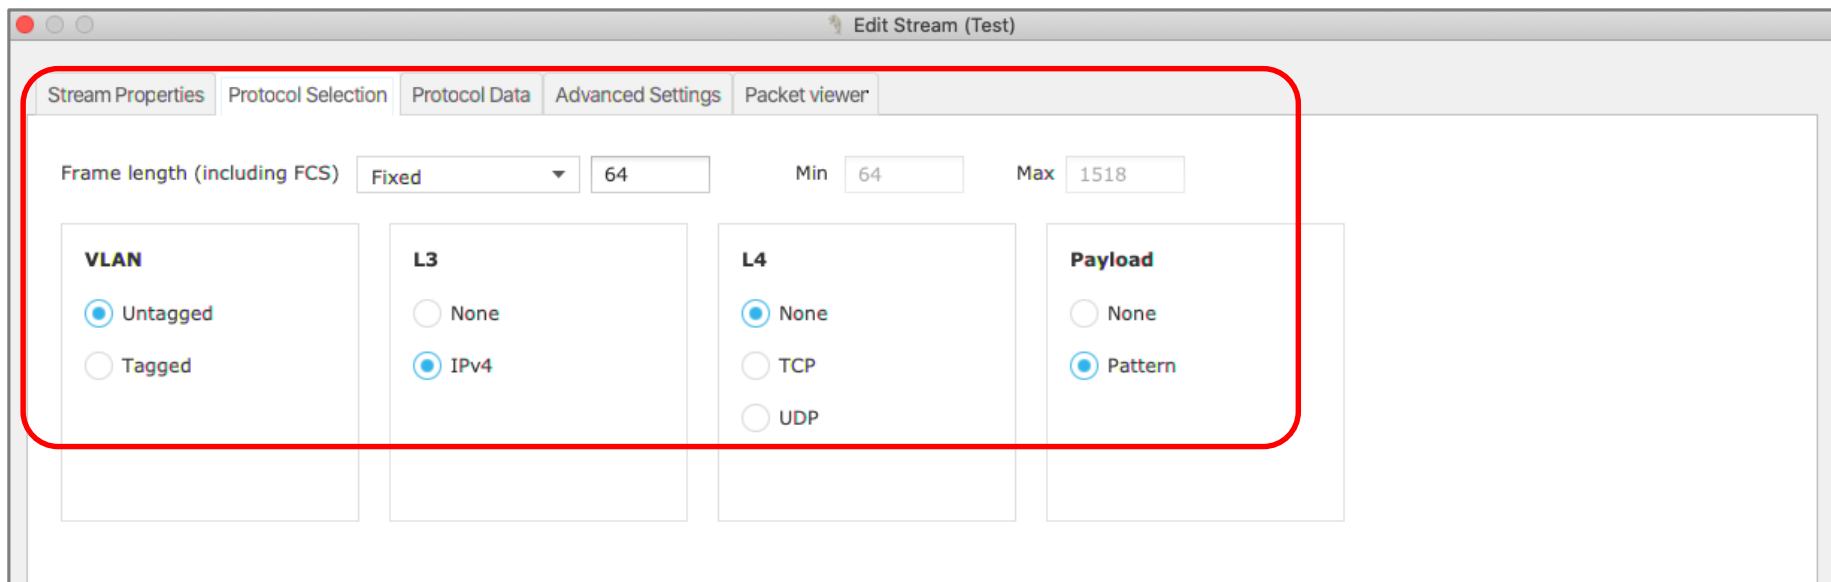 Edit Stream (Test)
Stream Properties Protocol Selection Protocol Data Advanced Settings Packet viewer
Frame length (including FCS) Fixed 64 Min 64 Max 1518
VLAN L3 L4 Payload
Untagged None None None
Tagged IPv4 TCP Pattern
UDP